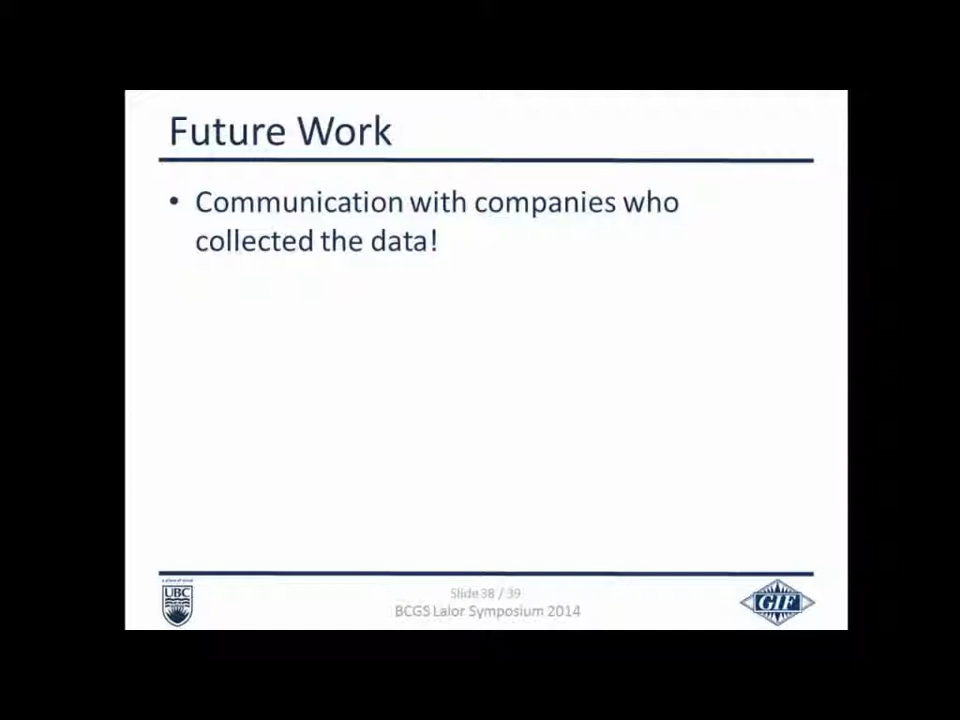 Future Work
• Communication with companies who
collected the data!
UBC
Slide 38 / 39
BCGS Lalor Symposium 2014
GIF